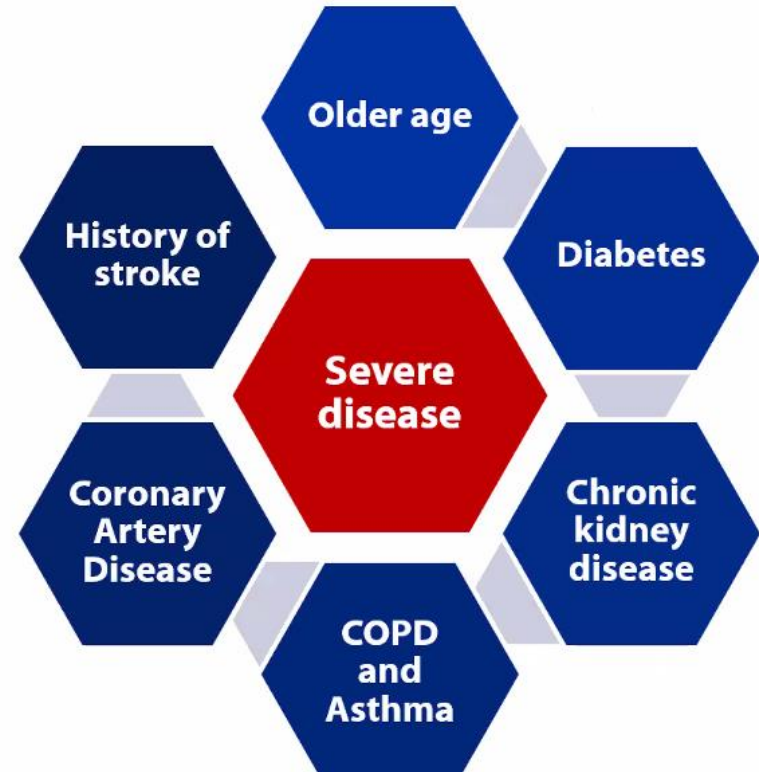 Older age
Diabetes
Chronic
kidney
disease
COPD
and
Asthma
Coronary
Artery
Disease
History of
stroke
Severe
disease